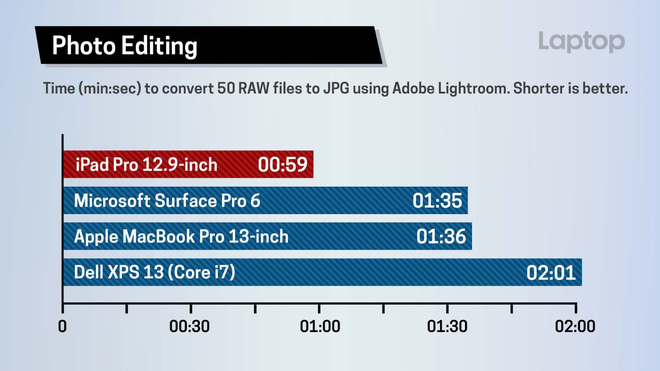 Photo Editing
Laptop
Time (min:sec) to convert 50 RAW files to JPG using Adobe Lightroom. Shorter is better.
iPad Pro 12.9-inch 00:59
Microsoft Surface Pro 6 01:35
Apple MacBook Pro 13-inch 01:36
Dell XPS 13 (Core i7) 02:01
0 00:30 01:00 01:30 02:00